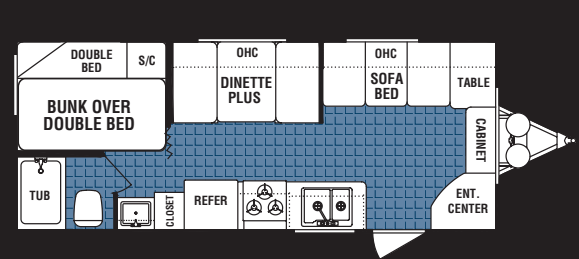 DOUBLE
BED
S/C
BUNK OVER
DOUBLE BED
OHC
DINETTE
PLUS
OHC
SOFA
BED
TABLE
CABINET
ENT.
CENTER
TUB
CLOSET
REFER